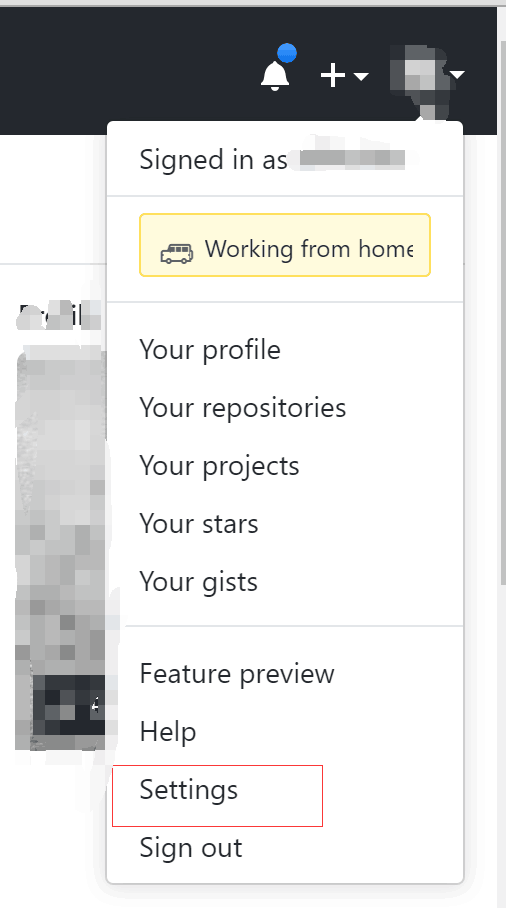 Signed in as
Working from home
Your profile
Your repositories
Your projects
Your stars
Your gists
Feature preview
Help
Settings
Sign out